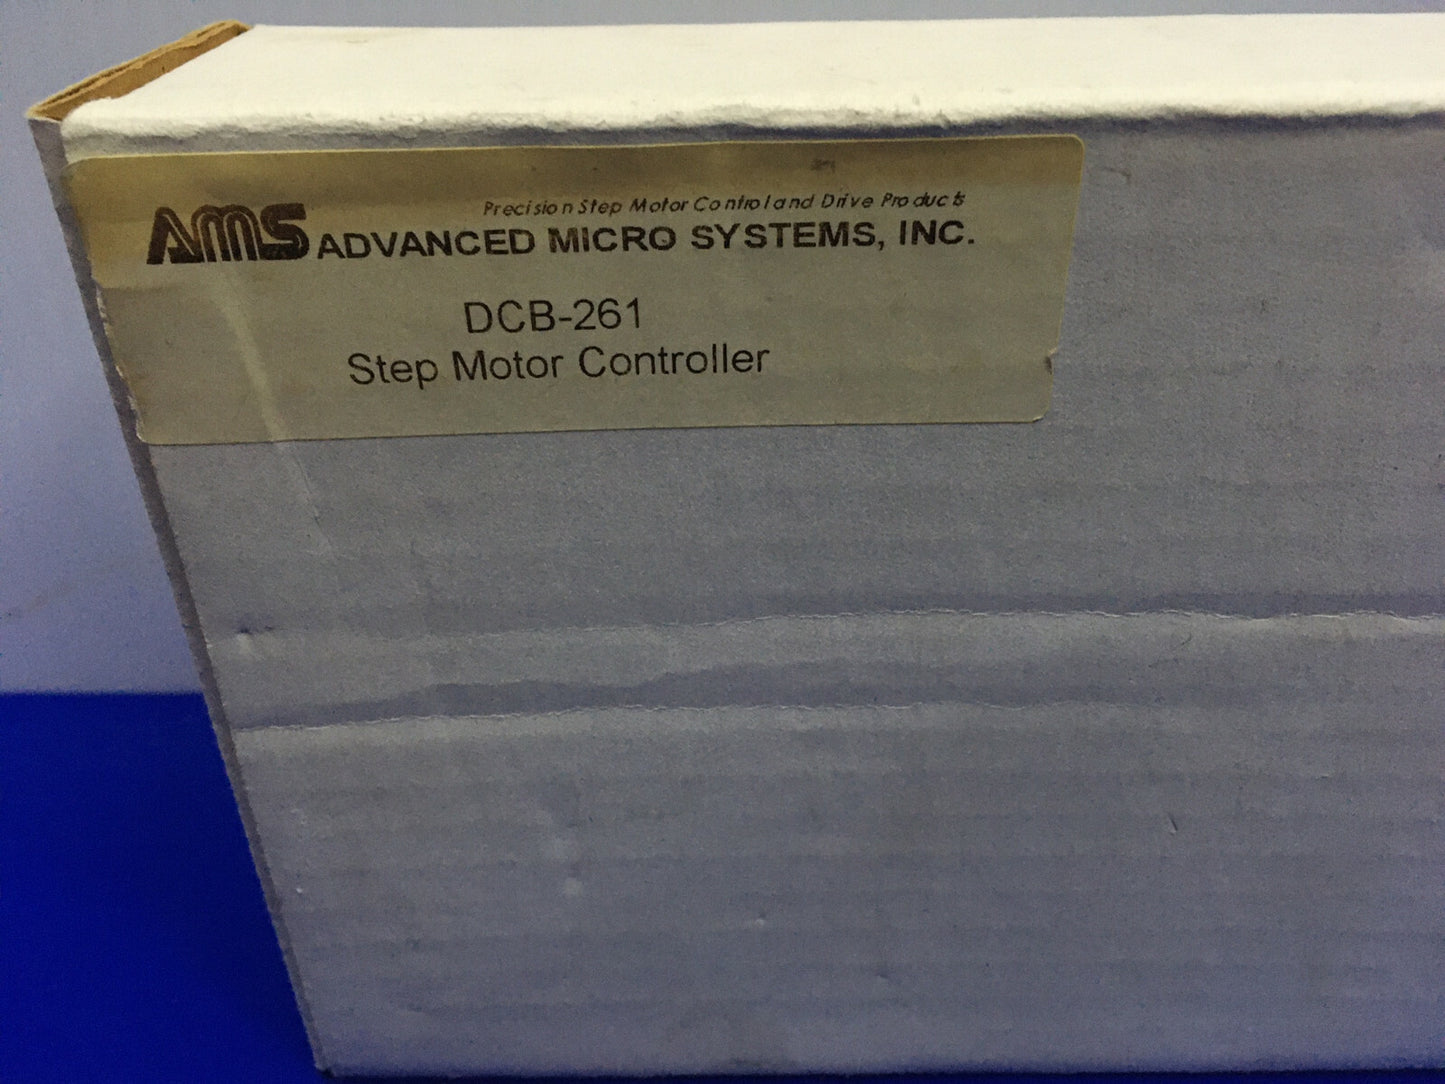 Precision Step Motor Control and Drive Products
AMS ADVANCED MICRO SYSTEMS, INC.
DCB-261
Step Motor Controller